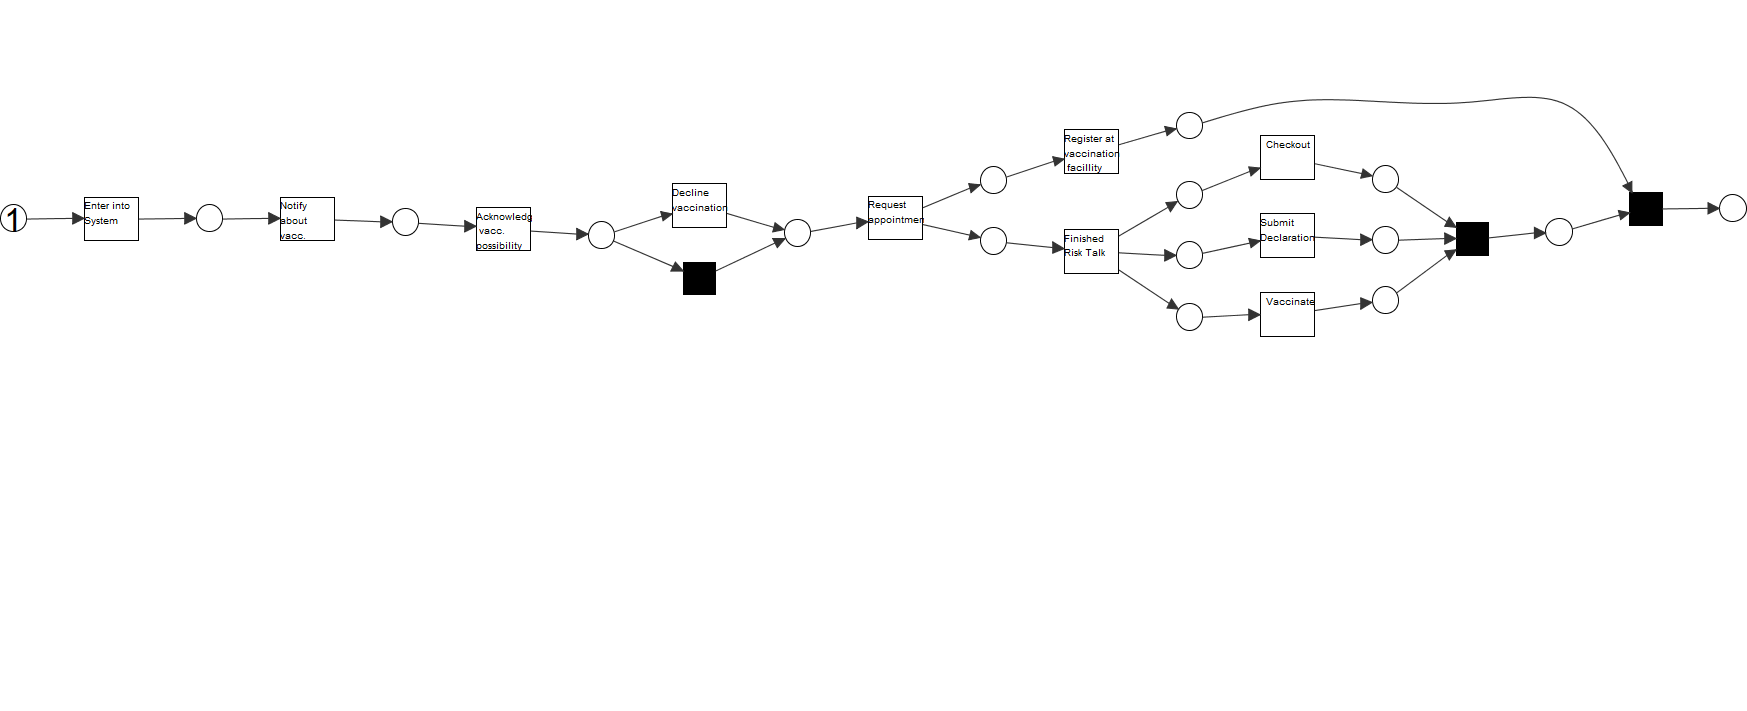 1
Enter into
System
Notify
about
vacc.
Acknowledg
vacc.
possibility
Decline
vaccination
Request
appointmen
Register at
vaccination
facillity
Finished
Risk Talk
Checkout
Submit
Declaration
Vaccinate